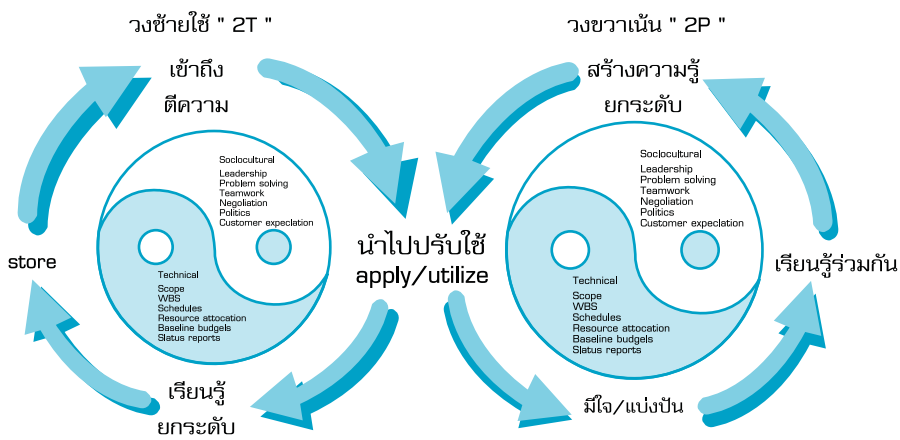 วงซ้ายใช้ " 2T "
เข้าถึง
ตีความ
store
Sociocultural
Leadership
Problem solving
Teamwork
Negoliation
Politics
Customer expeclation
Technical
Scope
WBS
Schedules
Resource attocation
Baseline budgels
Slatus reports
เรียนรู้
ยกระดับ
นำไปปรับใช้
apply/utilize
วงขวาเน้น " 2P "
สร้างความรู้
ยกระดับ
Soclocultural
Leadership
Problem solving
Teamwork
Negoliation
Politics
Customer expeclation
Technical
Scope
WBS
Schedules
Resource attocation
Baseline budgels
Slatus reports
เรียนรู้ร่วมกัน
มีใจ/แบ่งปัน